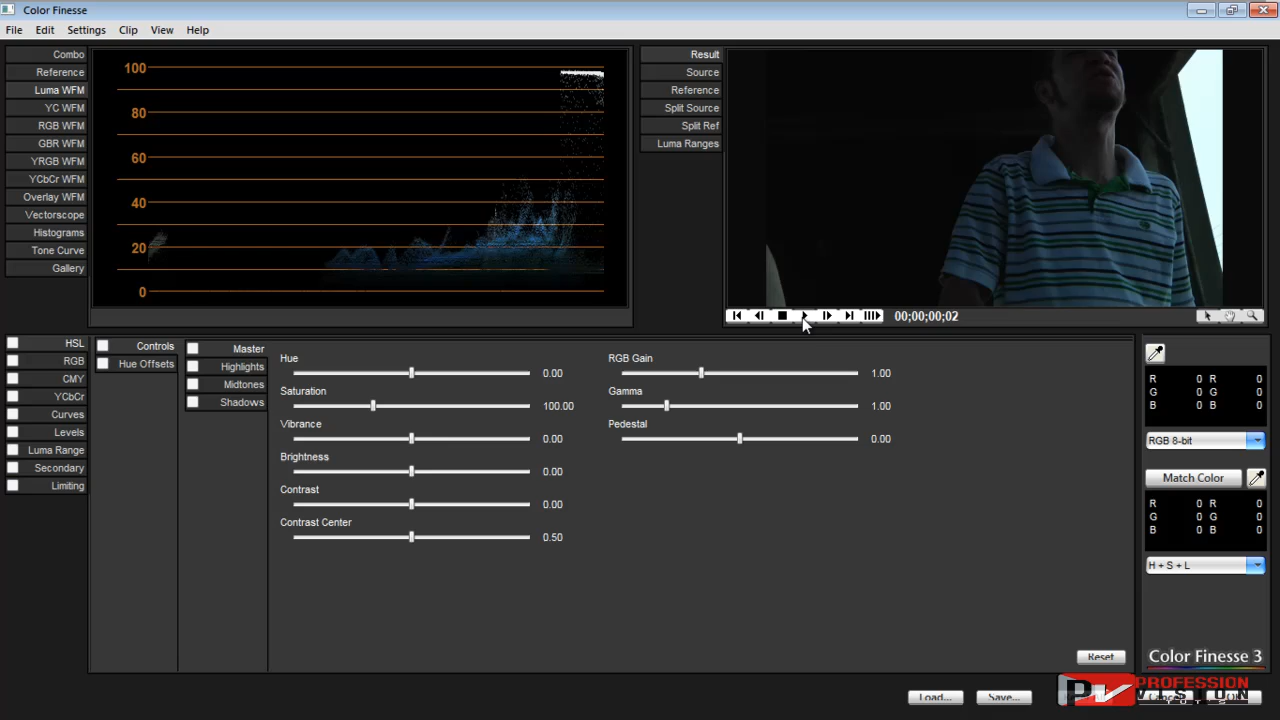 Color Finesse
File Edit Settings Clip View Help
Combo
Reference
Luma WFM
YC WFM
RGB WFM
GBR WFM
YRGB WFM
YCbCr WFM
Overlay WFM
Vectorscope
Histograms
Tone Curve
Gallery
100
80
60
40
20
0
Result
Source
Reference
Split Source
Split Ref
Luma Ranges
00;00;00;02
HSL
RGB
CMY
YCbCr
Curves
Levels
Luma Range
Secondary
Limiting
Controls
Hue Offsets
Master
Highlights
Midtones
Shadows
Hue 0.00
Saturation 100.00
Vibrance 0.00
Brightness 0.00
Contrast 0.00
Contrast Center 0.50
RGB Gain 1.00
Gamma 1.00
Pedestal 0.00
Reset
R 0 R 0
G 0 G 0
B 0 B 0
RGB 8-bit
Match Color
R 0 R 0
G 0 G 0
B 0 B 0
H + S + L
Color Finesse 3
Load... Save...
PROFESSION
VISION